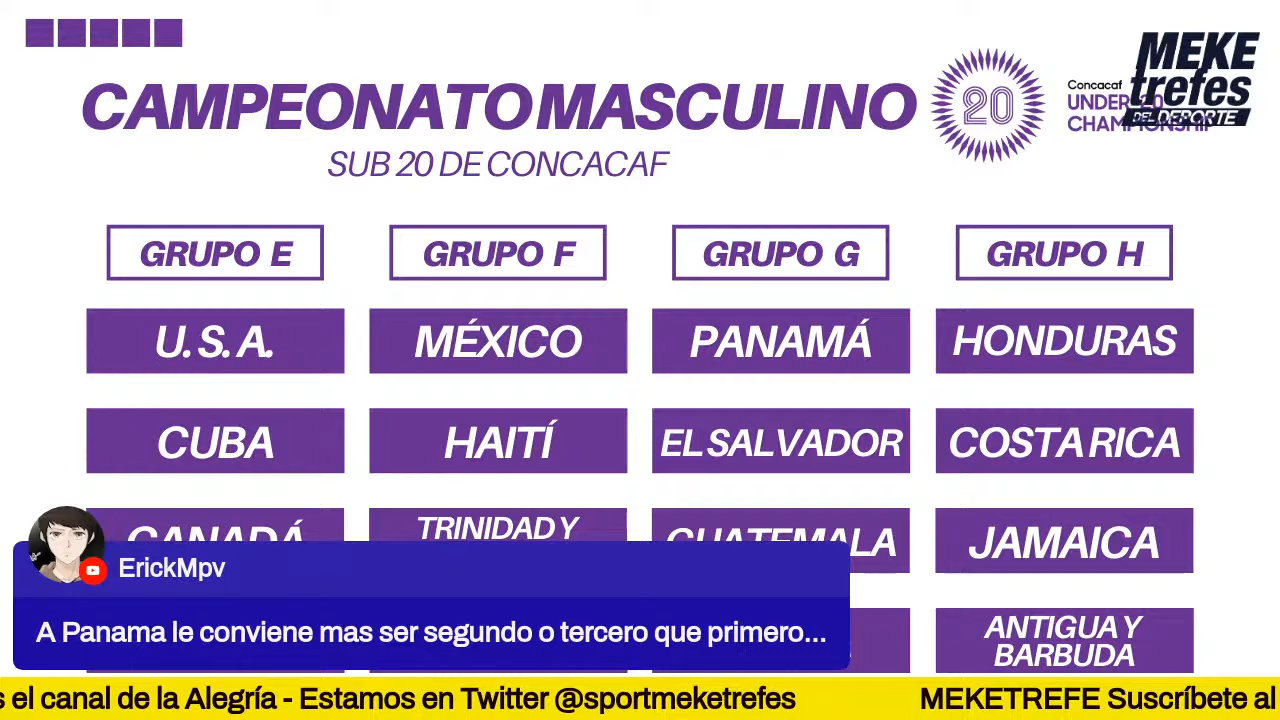 CAMPEONATO MASCULINO
SUB 20 DE CONCACAF
20
Concacaf
UNDER-20
CHAMPIONSHIP
MEKE
trefes
DEL DEPORTE
GRUPO E
GRUPO F
GRUPO G
GRUPO H
U.S.A.
MÉXICO
PANAMÁ
HONDURAS
CUBA
HAITÍ
EL SALVADOR
COSTA RICA
CANADÁ
TRINIDAD Y
GUATEMALA
JAMAICA
ANTIGUA Y
BARBUDA
ErickMpv
A Panama le conviene mas ser segundo o tercero que primero...
s el canal de la Alegría - Estamos en Twitter @sportmeketrefes
MEKETREFE Suscríbete al